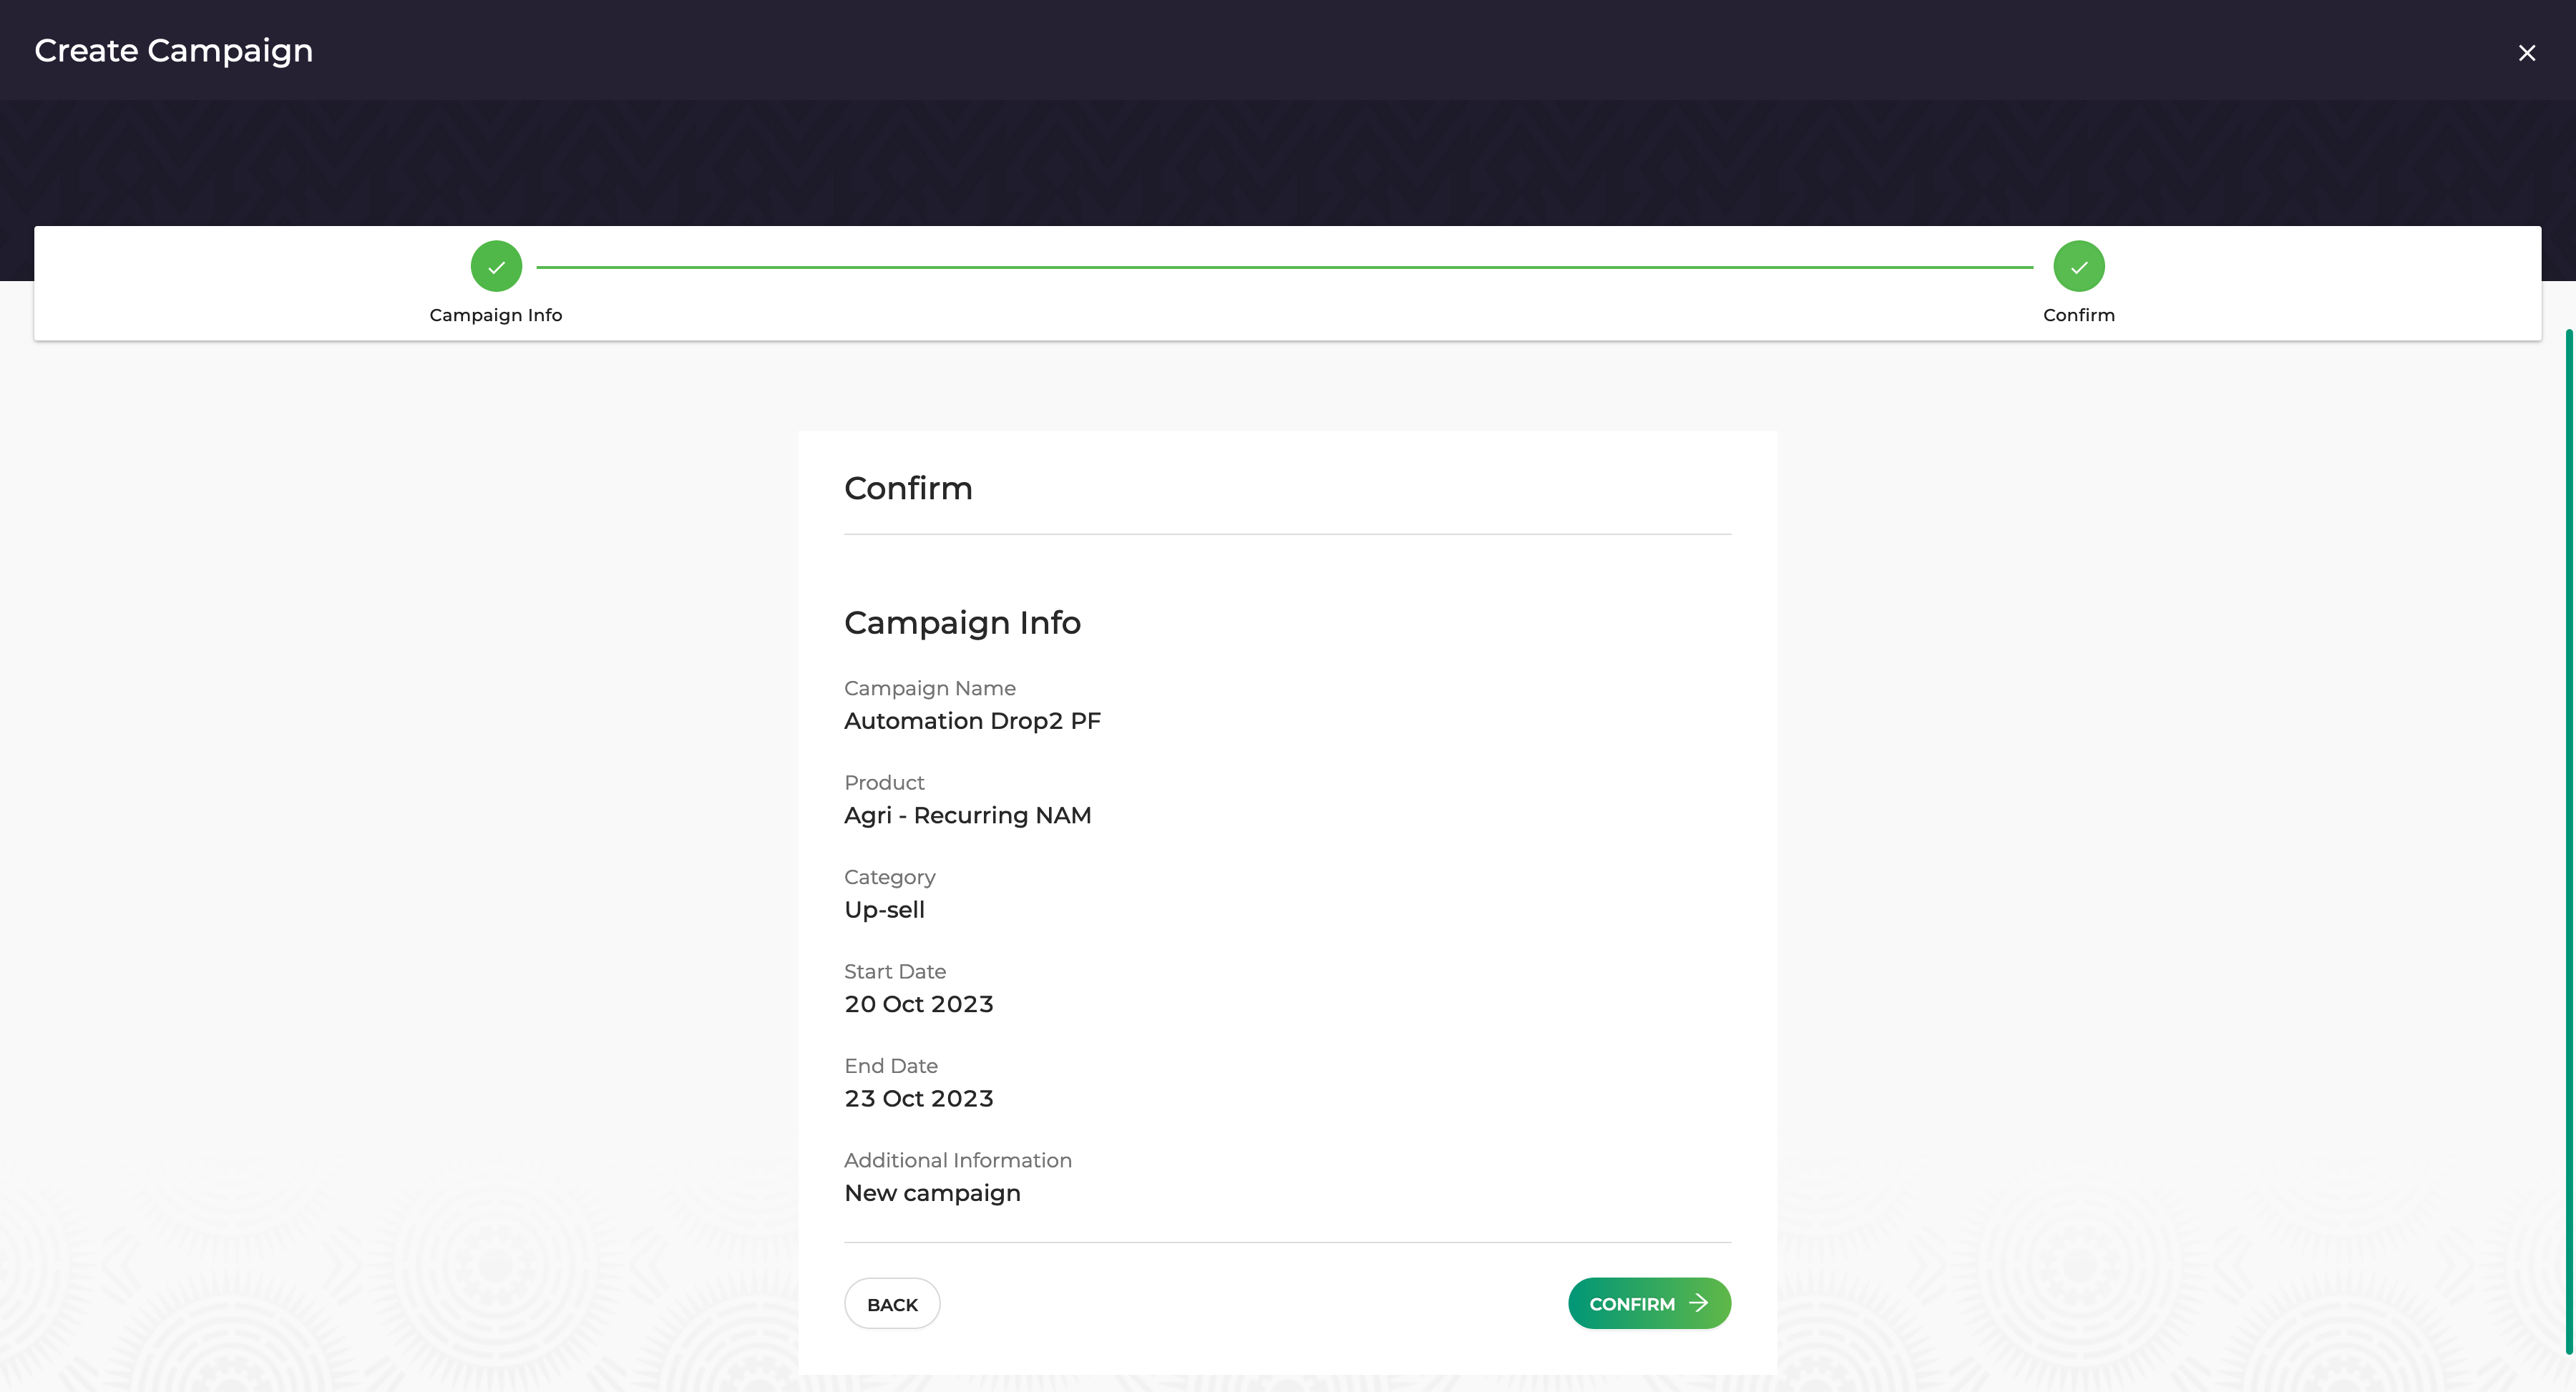 Create Campaign
Campaign Info
Confirm
Confirm
Campaign Info
Campaign Name
Automation Drop2 PF
Product
Agri - Recurring NAM
Category
Up-sell
Start Date
20 Oct 2023
End Date
23 Oct 2023
Additional Information
New campaign
BACK
CONFIRM